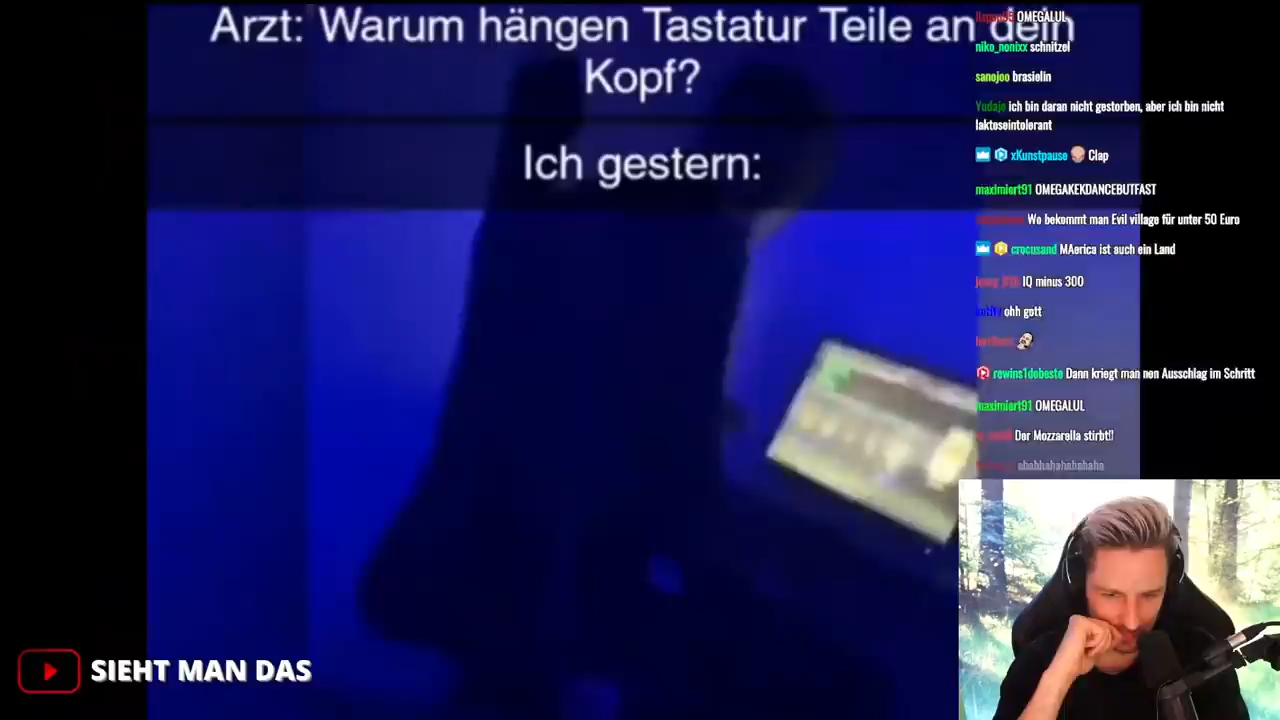 Arzt: Warum hängen Tastatur Teile an dein
Kopf?
Ich gestern:
OMEGALUL
niko_nonixx schnitzel
sanojoo brasielin
Yudajo ich bin daran nicht gestorben, aber ich bin nicht
laktoseintolerant
xKunstpause Clap
maximiert91 OMEGAKEKDANCEBUTFAST
Wo bekommt man Evil village für unter 50 Euro
crocusand MAerica ist auch ein Land
IQ minus 300
ohh gott
rewins1debeste Dann kriegt man nen Ausschlag im Schritt
maximiert91 OMEGALUL
Der Mozzarella stirbt!!
SIEHT MAN DAS